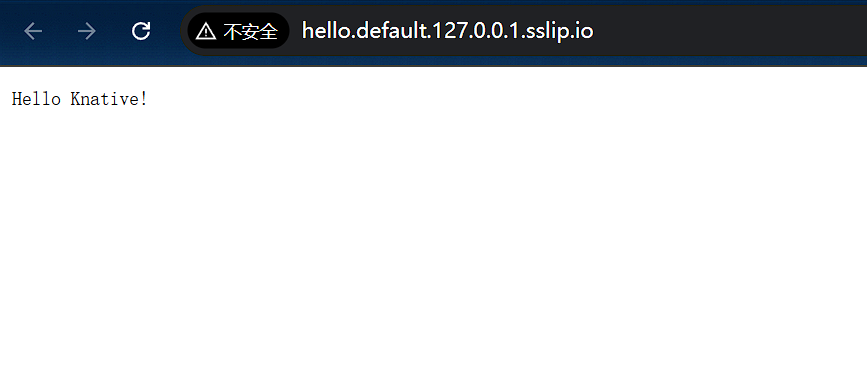 不安全 hello.default.127.0.0.1.sslip.io
Hello Knative!